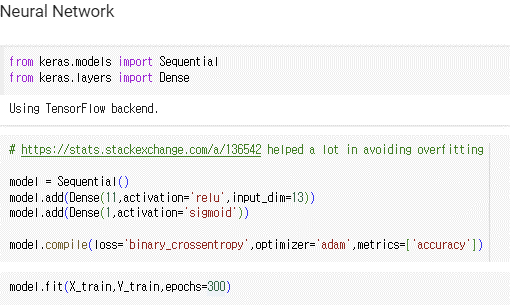 Neural Network
from keras.models import Sequential
from keras.layers import Dense
Using TensorFlow backend.
# https://stats.stackexchange.com/a/136542 helped a lot in avoiding overfitting
model = Sequential()
model.add(Dense(11,activation='relu',input_dim=13))
model.add(Dense(1,activation='sigmoid'))
model.compile(loss='binary_crossentropy',optimizer='adam',metrics=['accuracy'])
model.fit(X_train,Y_train,epochs=300)